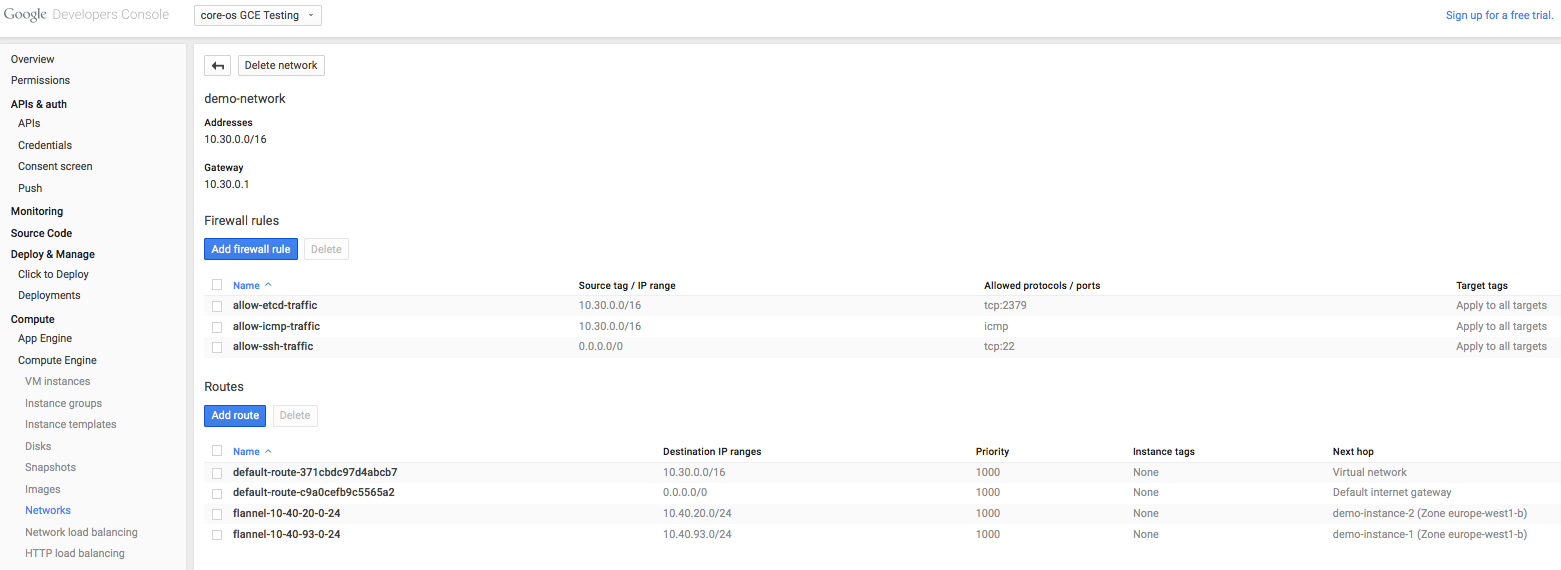 Google Developers Console
core-os GCE Testing
Sign up for a free trial.
Overview
Permissions
APIs & auth
APIs
Credentials
Consent screen
Push
Monitoring
Source Code
Deploy & Manage
Click to Deploy
Deployments
Compute
App Engine
Compute Engine
VM instances
Instance groups
Instance templates
Disks
Snapshots
Images
Networks
Network load balancing
HTTP load balancing
Delete network
demo-network
Addresses
10.30.0.0/16
Gateway
10.30.0.1
Firewall rules
Add firewall rule Delete
Name Source tag / IP range Allowed protocols / ports Target tags
allow-etcd-traffic 10.30.0.0/16 tcp:2379 Apply to all targets
allow-icmp-traffic 10.30.0.0/16 icmp Apply to all targets
allow-ssh-traffic 0.0.0.0/0 tcp:22 Apply to all targets
Routes
Add route Delete
Name Destination IP ranges Priority Instance tags Next hop
default-route-371cbdc97d4abcb7 10.30.0.0/16 1000 None Virtual network
default-route-c9a0cefb9c5565a2 0.0.0.0/0 1000 None Default internet gateway
flannel-10-40-20-0-24 10.40.20.0/24 1000 None demo-instance-2 (Zone europe-west1-b)
flannel-10-40-93-0-24 10.40.93.0/24 1000 None demo-instance-1 (Zone europe-west1-b)